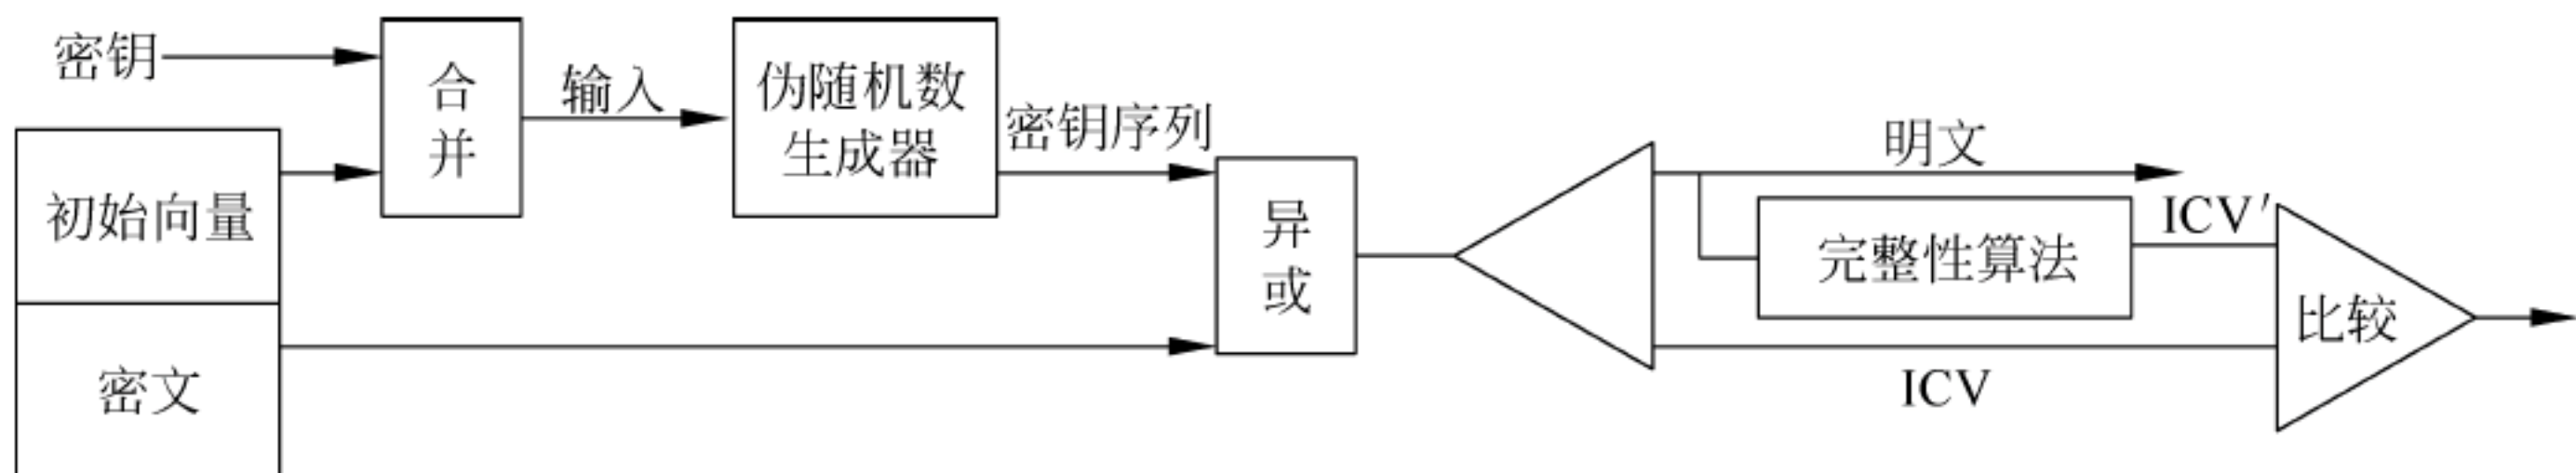 密钥
合
并
输入
伪随机数
生成器
密钥序列
初始向量
密文
异
或
明文
完整性算法
ICV′
ICV
比较